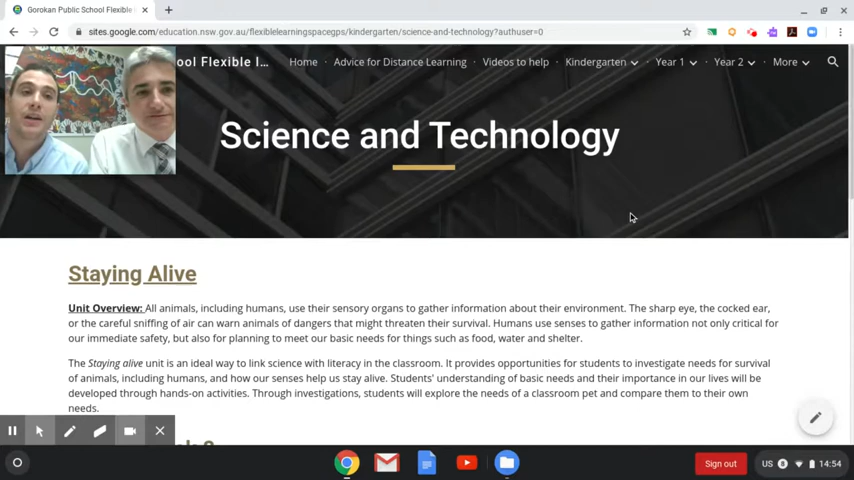 Gorokan Public School Flexible
sites.google.com/education.nsw.gov.au/flexiblelearningspacegps/kindergarten/science-and-technology?authuser=0
ool Flexible l... Home Advice for Distance Learning Videos to help Kindergarten Year 1 Year 2 More
Science and Technology
Staying Alive
Unit Overview: All animals, including humans, use their sensory organs to gather information about their environment. The sharp eye, the cocked ear,
or the careful sniffing of air can warn animals of dangers that might threaten their survival. Humans use senses to gather information not only critical for
our immediate safety, but also for planning to meet our basic needs for things such as food, water and shelter.
The Staying alive unit is an ideal way to link science with literacy in the classroom. It provides opportunities for students to investigate needs for survival
of animals, including humans, and how our senses help us stay alive. Students' understanding of basic needs and their importance in our lives will be
developed through hands-on activities. Through investigations, students will explore the needs of a classroom pet and compare them to their own
needs.
Sign out US 8 14:54